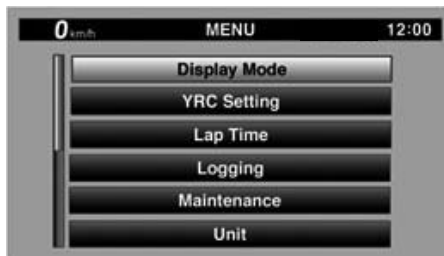 0 km/h MENU 12:00
Display Mode
YRC Setting
Lap Time
Logging
Maintenance
Unit